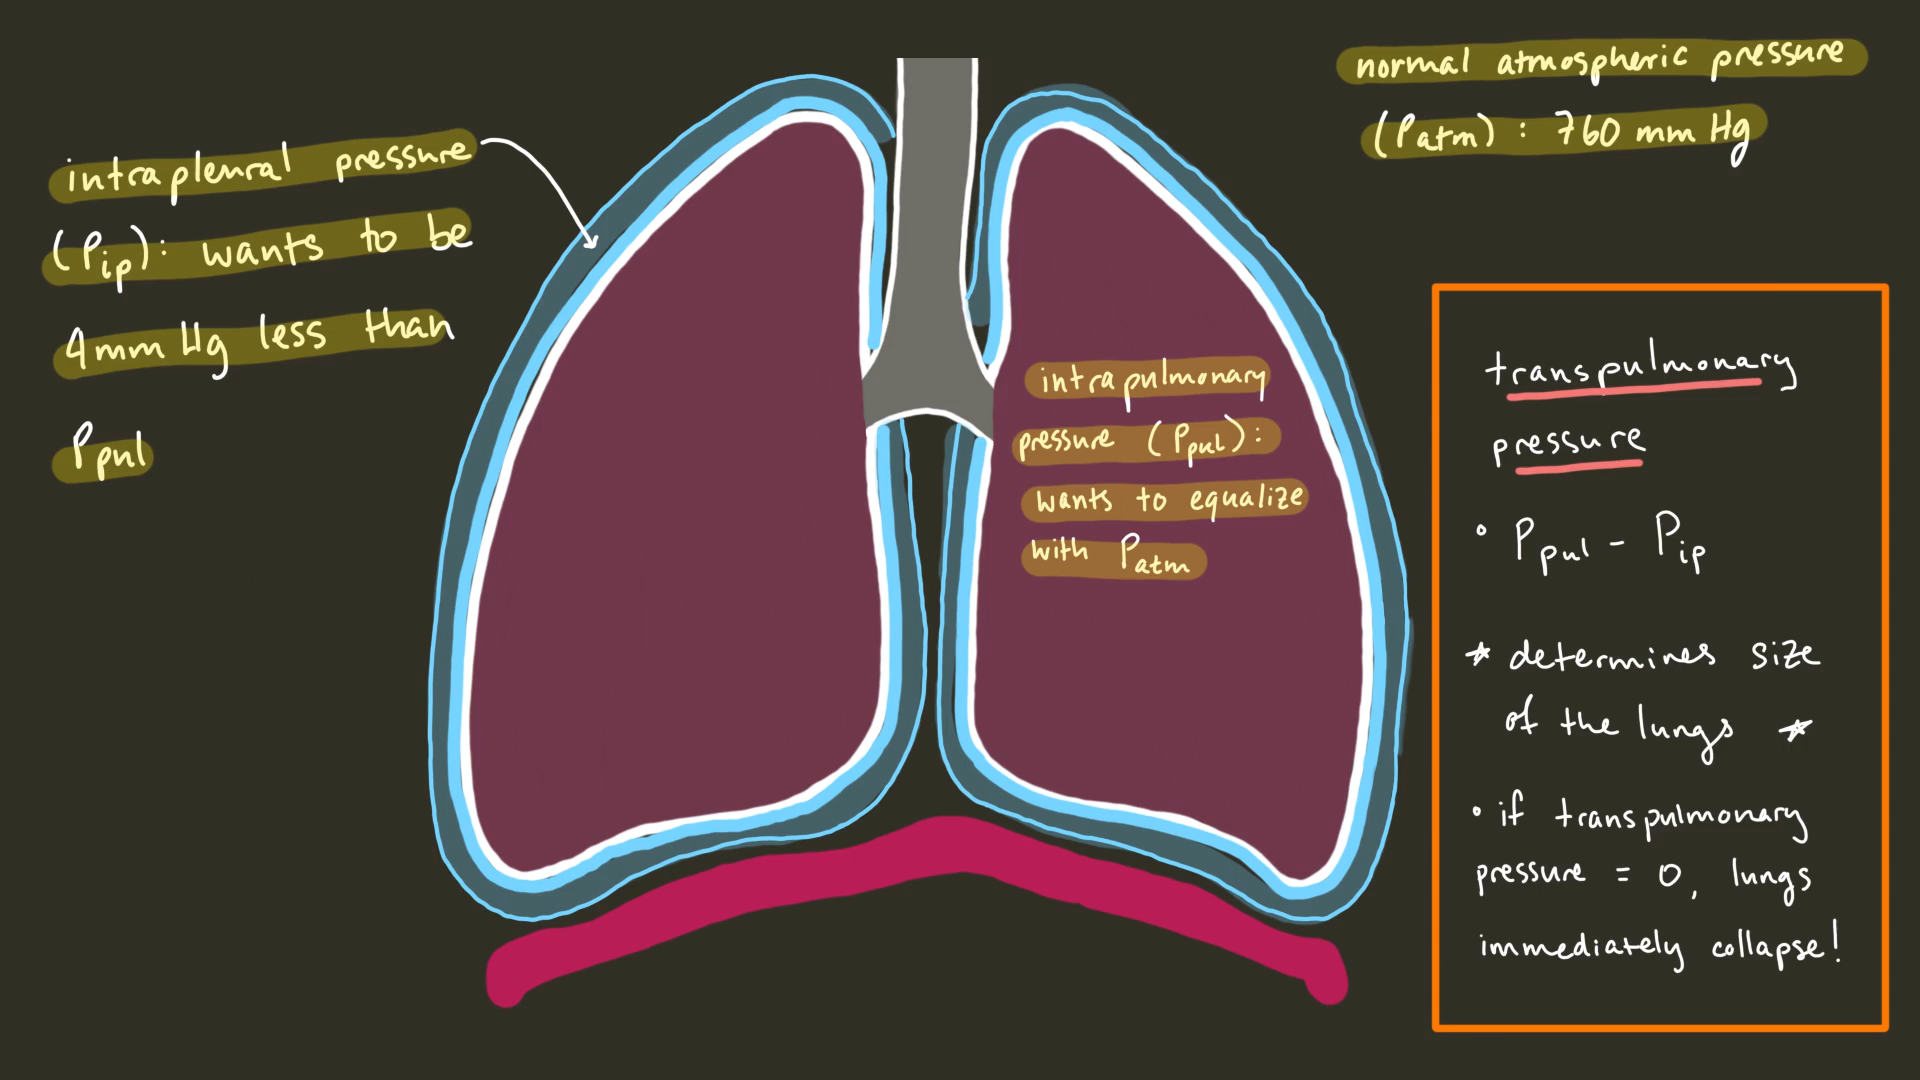 intrapleural pressure
(Pip): wants to be
4mm Hg less than
Ppul
normal atmospheric pressure
(Patm): 760 mm Hg
intrapulmonary
pressure (Ppul):
wants to equalize
with Patm
transpulmonary
pressure
• Ppul - Pip
* determines size
of the lungs *
• if transpulmonary
pressure = 0, lungs
immediately collapse!